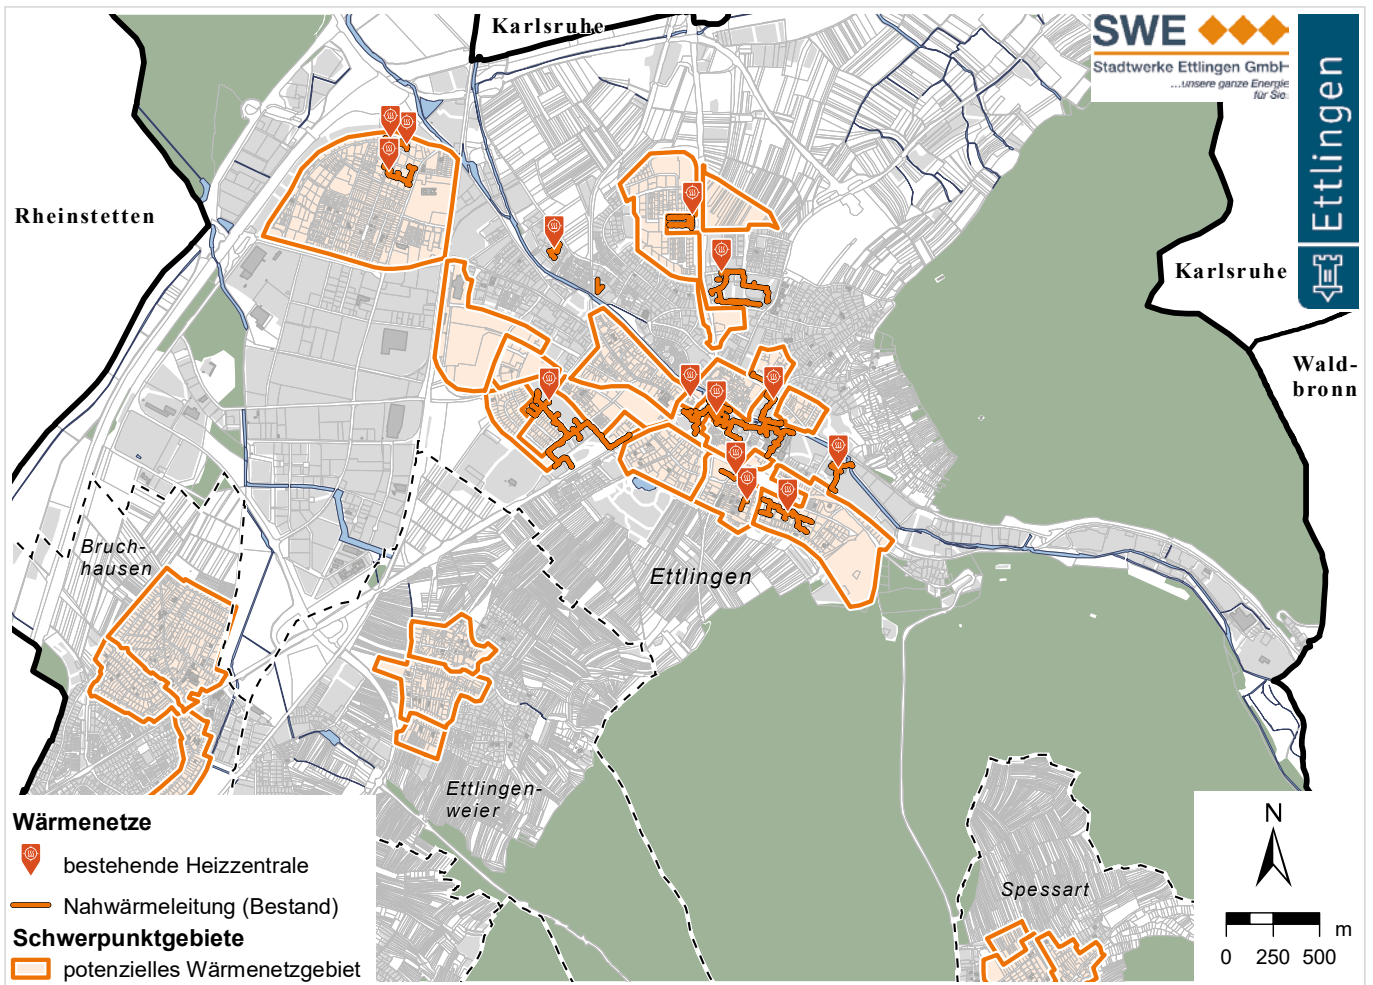 Karlsruhe
SWE
Stadtwerke Ettlingen GmbH
...unsere ganze Energie
für Sie.
Ettlingen
Rheinstetten
Karlsruhe
Wald-
bronn
Bruch-
hausen
Ettlingen
Ettlingen-
weier
Spessart
Wärmenetze
bestehende Heizzentrale
Nahwärmeleitung (Bestand)
Schwerpunktgebiete
potenzielles Wärmenetzgebiet
N
m
0 250 500